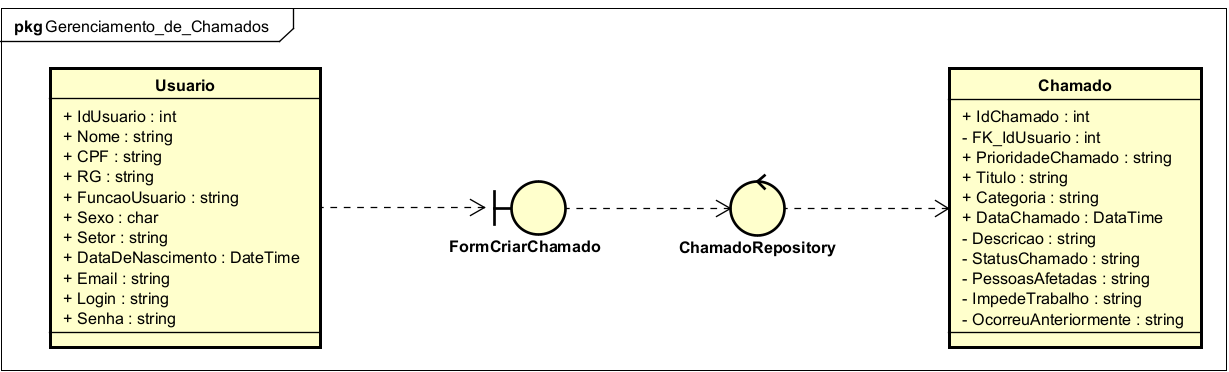 pkg Gerenciamento_de_Chamados
Usuario
+ IdUsuario : int
+ Nome : string
+ CPF : string
+ RG : string
+ FuncaoUsuario : string
+ Sexo : char
+ Setor : string
+ DataDeNascimento : DateTime
+ Email : string
+ Login : string
+ Senha : string
FormCriarChamado
ChamadoRepository
Chamado
+ IdChamado : int
- FK_IdUsuario : int
+ PrioridadeChamado : string
+ Titulo : string
+ Categoria : string
+ DataChamado : DataTime
- Descricao : string
- StatusChamado : string
- PessoasAfetadas : string
- ImpedeTrabalho : string
- OcorreuAnteriormente : string